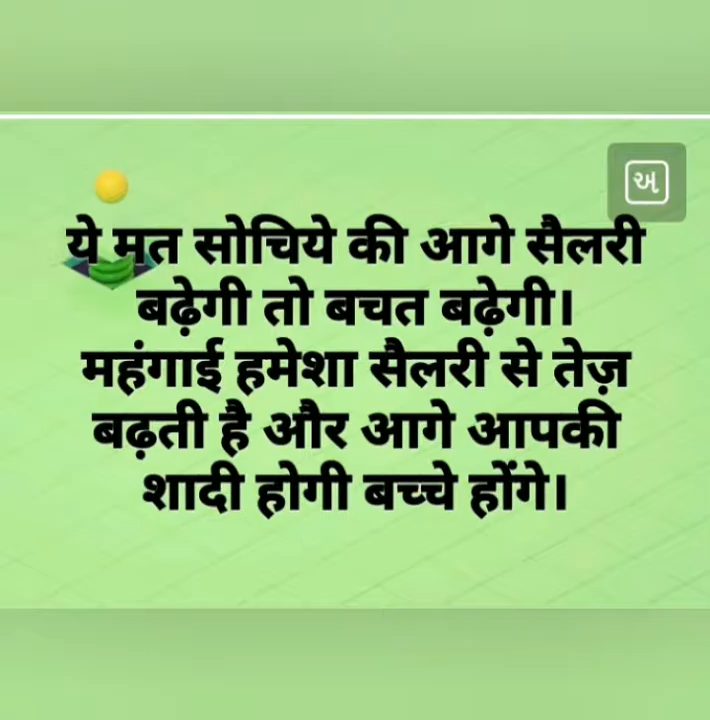 અ
ये मत सोचिये की आगे सैलरी
बढ़ेगी तो बचत बढ़ेगी।
महंगाई हमेशा सैलरी से तेज़
बढ़ती है और आगे आपकी
शादी होगी बच्चे होंगे।